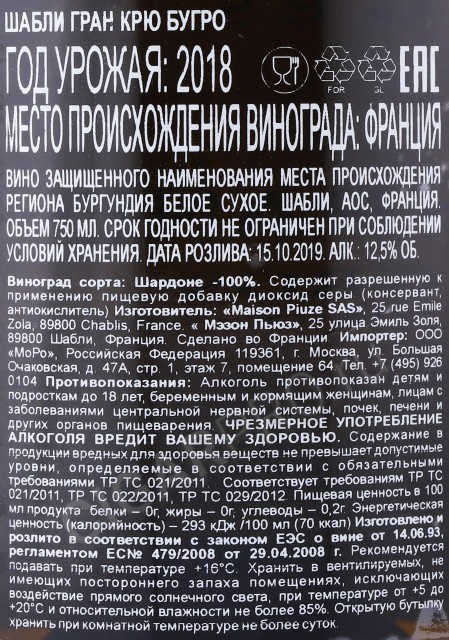 ШАБЛИ ГРАН КРЮ БУГРО
ГОД УРОЖАЯ: 2018
FOR GL EAC
МЕСТО ПРОИСХОЖДЕНИЯ ВИНОГРАДА: ФРАНЦИЯ
ВИНО ЗАЩИЩЕННОГО НАИМЕНОВАНИЯ МЕСТА ПРОИСХОЖДЕНИЯ
РЕГИОНА БУРГУНДИЯ БЕЛОЕ СУХОЕ. ШАБЛИ, АОС, ФРАНЦИЯ.
ОБЪЕМ 750 МЛ. СРОК ГОДНОСТИ НЕ ОГРАНИЧЕН ПРИ СОБЛЮДЕНИИ
УСЛОВИЙ ХРАНЕНИЯ. ДАТА РОЗЛИВА: 15.10.2019. АЛК.: 12,5% ОБ.
Виноград сорта: Шардоне -100%. Содержит разрешенную к
применению пищевую добавку диоксид серы (консервант,
антиокислитель) Изготовитель: «Maison Piuze SAS», 25 rue Emile
Zola, 89800 Chablis, France. « Мэзон Пьюз», 25 улица Эмиль Золя,
89800 Шабли, Франция. Сделано во Франции Импортер: ООО
«МоРо», Российская Федерация 119361, г. Москва, ул. Большая
Очаковская, д. 47А, стр. 1, этаж 7, помещение 64. Тел. +7 (495) 926
0104 Противопоказания: Алкоголь противопоказан детям и
подросткам до 18 лет, беременным и кормящим женщинам, лицам с
заболеваниями центральной нервной системы, почек, печени и
других органов пищеварения. ЧРЕЗМЕРНОЕ УПОТРЕБЛЕНИЕ
АЛКОГОЛЯ ВРЕДИТ ВАШЕМУ ЗДОРОВЬЮ. Содержание в
продукции вредных для здоровья веществ не превышает допустимые
уровни, определяемые в соответствии с обязательными
требованиями ТР ТС 021/2011. Соответствует требованиям ТР ТС
021/2011, ТР ТС 022/2011, ТР ТС 029/2012. Пищевая ценность в 100
мл продукта: белки – 0г, жиры – 0г; углеводы – 0,2г. Энергетическая
ценность (калорийность) – 293 кДж /100 мл (70 ккал) Изготовлено и
розлито в соответствии с законом ЕЭС о вине от 14.06.93,
регламентом ЕС№ 479/2008 от 29.04.2008 г. Рекомендуется
подавать при температуре +16°С. Хранить в вентилируемых, не
имеющих постороннего запаха помещениях, исключающих
воздействие прямого солнечного света, при температуре от +5 до
+20°С и относительной влажности не более 85%. Открытую бутылку
хранить при комнатной температуре не более суток.